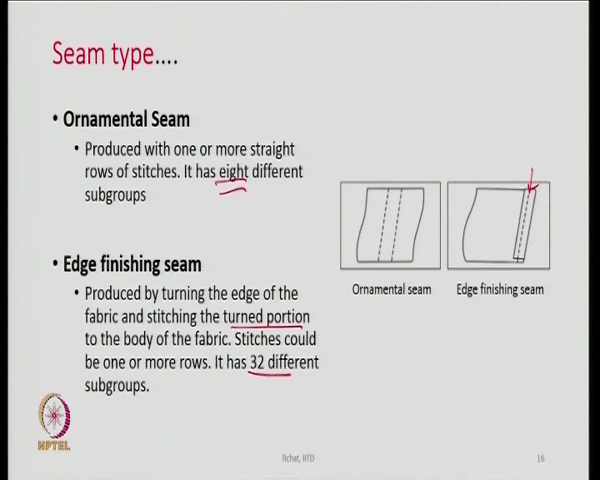 Seam type....
• Ornamental Seam
• Produced with one or more straight
rows of stitches. It has eight different
subgroups
• Edge finishing seam
• Produced by turning the edge of the
fabric and stitching the turned portion
to the body of the fabric. Stitches could
be one or more rows. It has 32 different
subgroups.
Ornamental seam
Edge finishing seam
NPTEL
Rchat, IITD
16